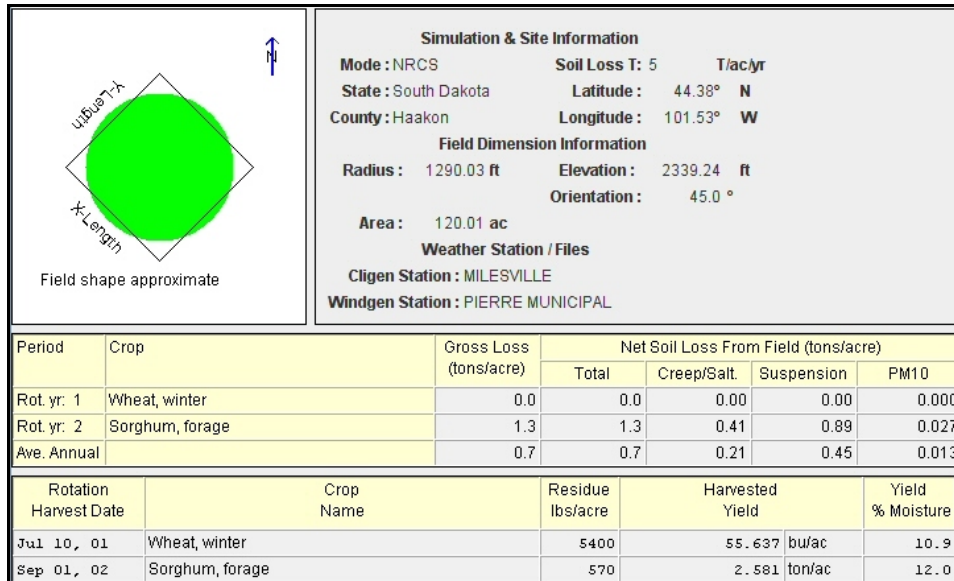 N
Y-Length
X-Length
Field shape approximate
Simulation & Site Information
Mode : NRCS Soil Loss T: 5 T/ac/yr
State : South Dakota Latitude : 44.38° N
County : Haakon Longitude : 101.53° W
Field Dimension Information
Radius : 1290.03 ft Elevation : 2339.24 ft
Orientation : 45.0 °
Area : 120.01 ac
Weather Station / Files
Cligen Station : MILESVILLE
Windgen Station : PIERRE MUNICIPAL
Period Crop Gross Loss Net Soil Loss From Field (tons/acre)
(tons/acre) Total Creep/Salt. Suspension PM10
Rot. yr: 1 Wheat, winter 0.0 0.0 0.00 0.00 0.000
Rot. yr: 2 Sorghum, forage 1.3 1.3 0.41 0.89 0.027
Ave. Annual 0.7 0.7 0.21 0.45 0.013
Rotation Crop Residue Harvested Yield
Harvest Date Name lbs/acre Yield % Moisture
Jul 10, 01 Wheat, winter 5400 55.637 bu/ac 10.9
Sep 01, 02 Sorghum, forage 570 2.581 ton/ac 12.0